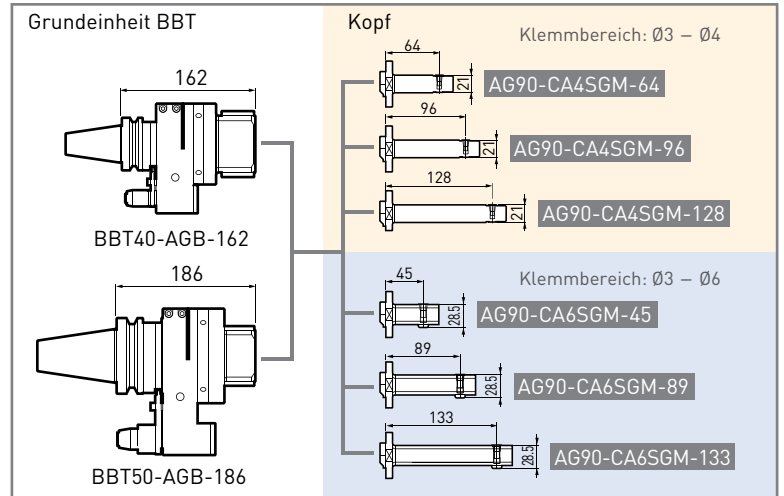 Grundeinheit BBT
162
BBT40-AGB-162
186
BBT50-AGB-186
Kopf
Klemmbereich: Ø3 – Ø4
64
21
AG90-CA4SGM-64
96
21
AG90-CA4SGM-96
128
21
AG90-CA4SGM-128
Klemmbereich: Ø3 – Ø6
45
28.5
AG90-CA6SGM-45
89
28.5
AG90-CA6SGM-89
133
28.5
AG90-CA6SGM-133